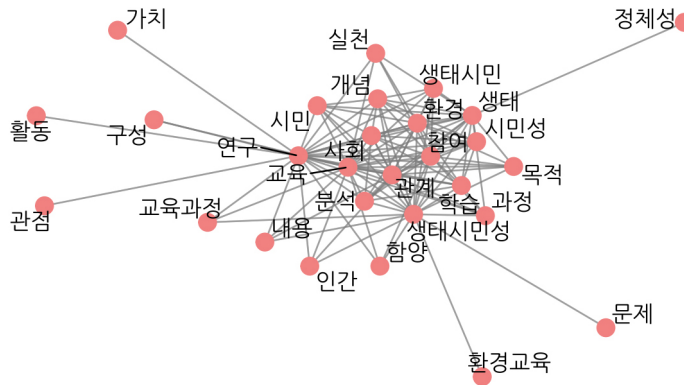 가치
정체성
실천
생태시민
개념
환경
생태
시민
활동
구성
연구
사회
참여
시민성
교육
관계
목적
관점
교육과정
분석
학습
과정
내용
생태시민성
함양
인간
문제
환경교육